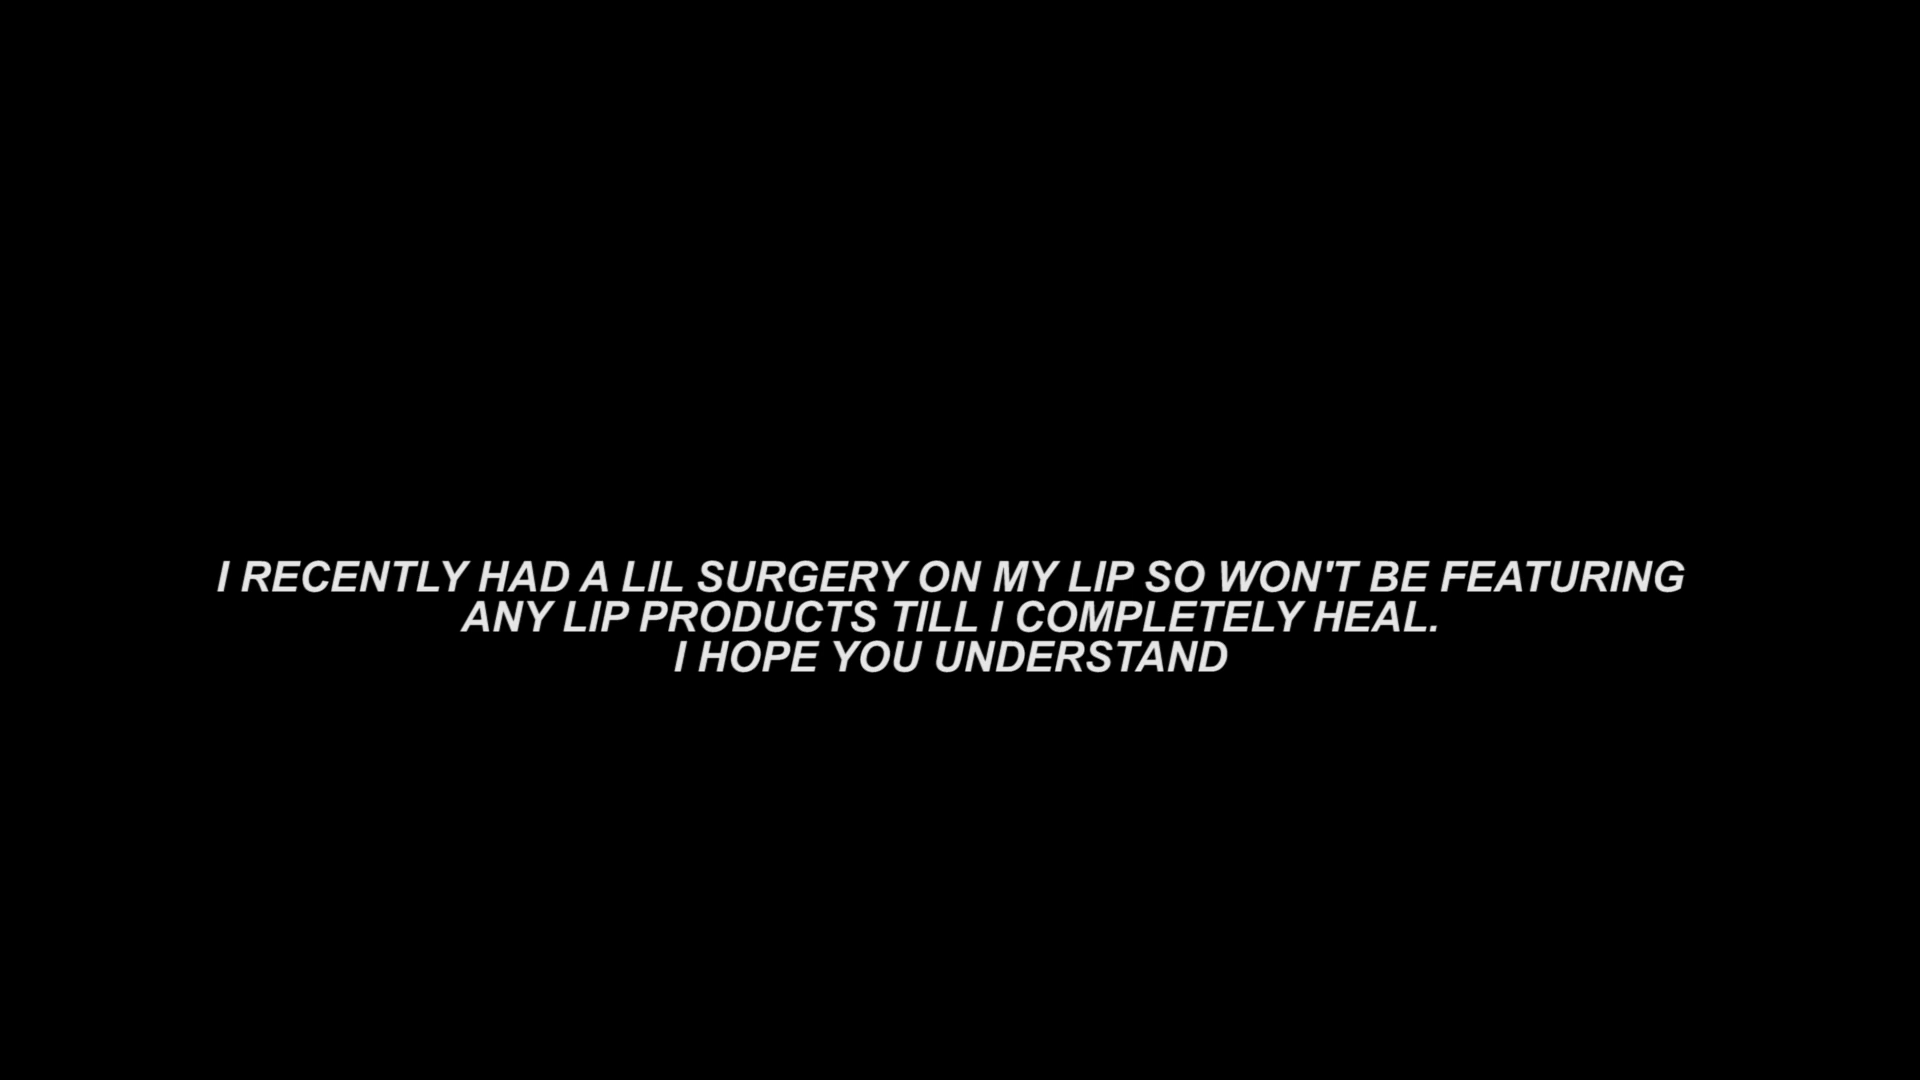 I RECENTLY HAD A LIL SURGERY ON MY LIP SO WON'T BE FEATURING
ANY LIP PRODUCTS TILL I COMPLETELY HEAL.
I HOPE YOU UNDERSTAND